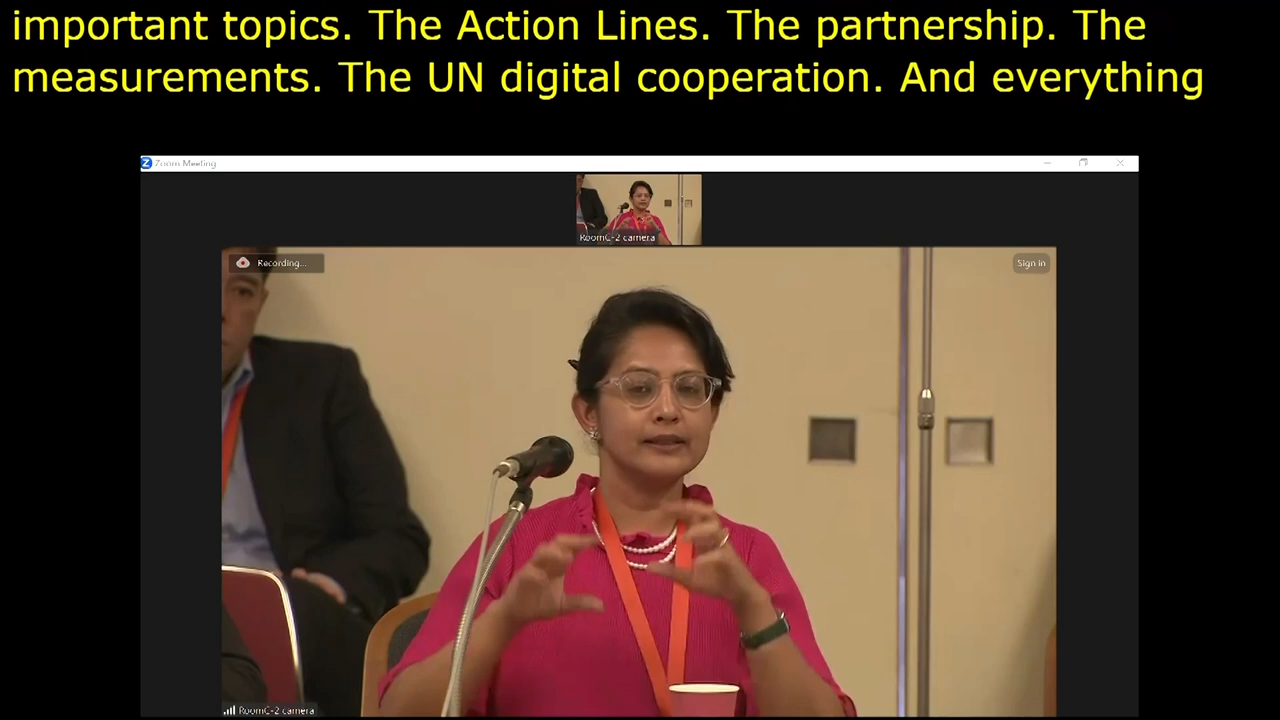 important topics. The Action Lines. The partnership. The
measurements. The UN digital cooperation. And everything
Zoom Meeting
RoomC-2 camera
Recording...
Sign in
RoomC-2 camera